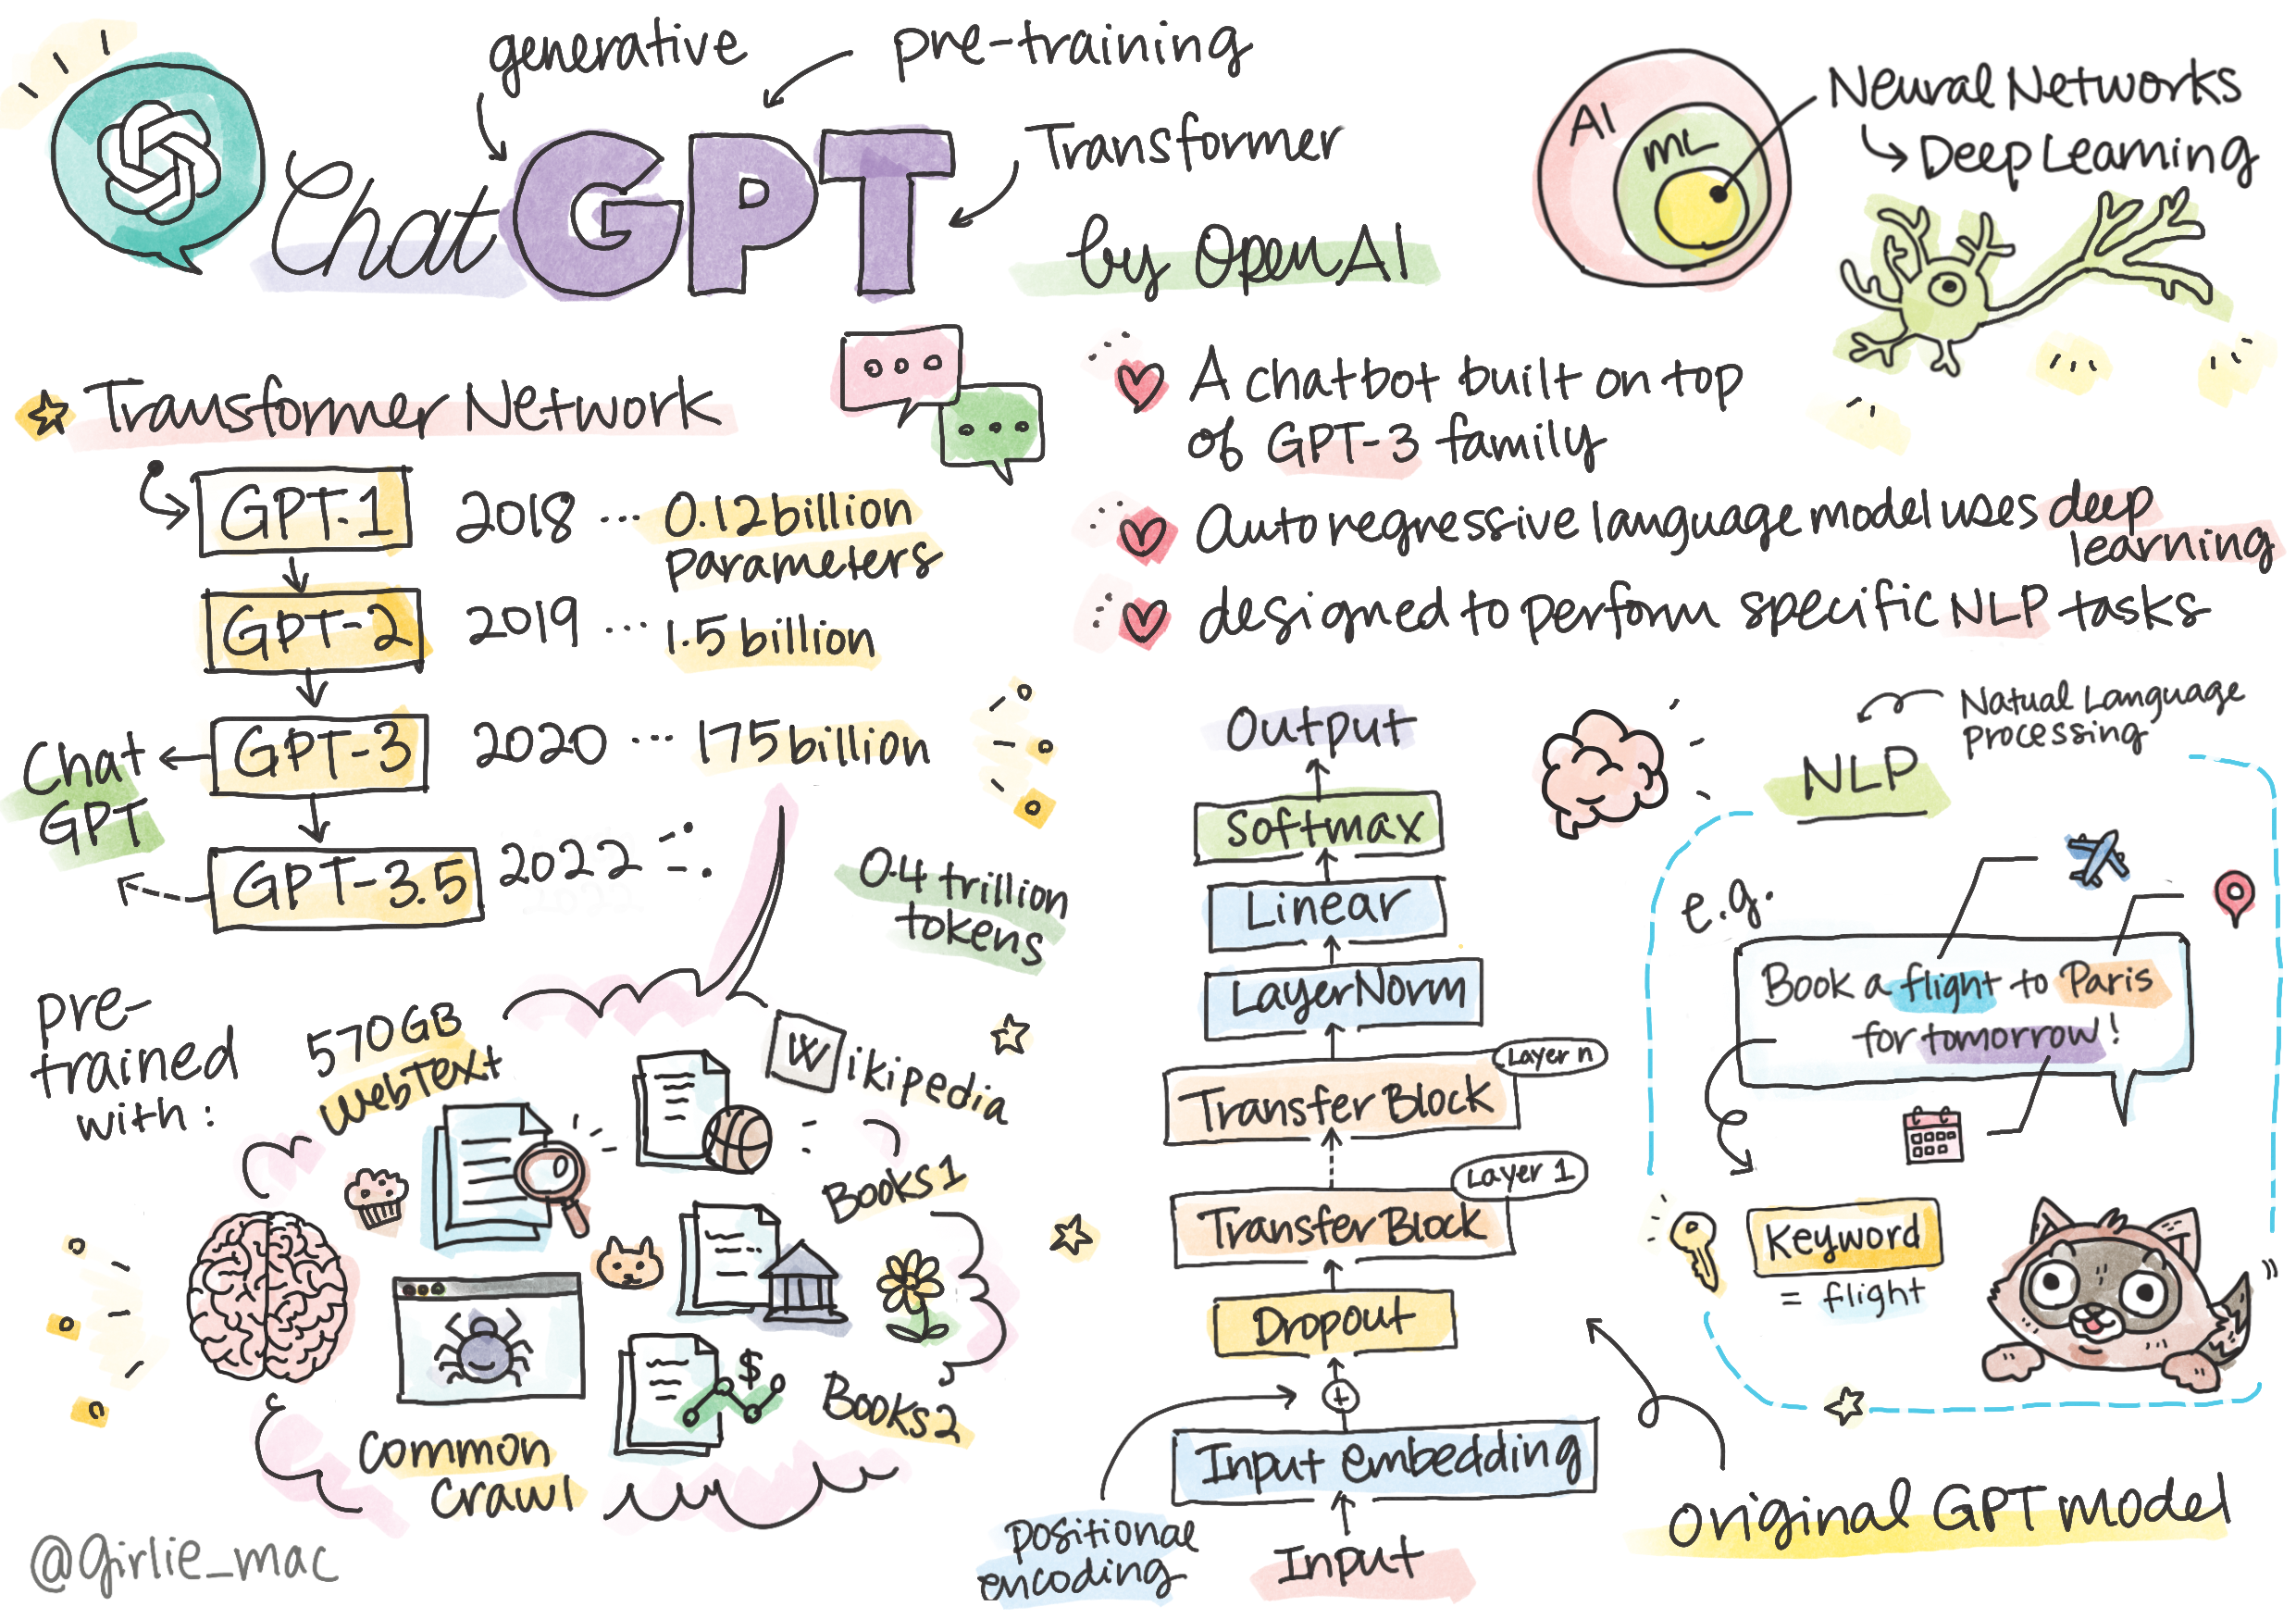 generative
pre-training
Transformer
Chat GPT
by OpenAI
AI
ML
Neural Networks
Deep Learning
Transformer Network
GPT-1 2018 ... 0.12 billion
parameters
GPT-2 2019 ... 1.5 billion
GPT-3 2020 ... 175 billion
Chat
GPT
GPT-3.5 2022
0.4 trillion
tokens
A chatbot built on top
of GPT-3 family
Autoregressive language model uses deep
learning
designed to perform specific NLP tasks
pre-
trained
with:
570GB
WebText
Wikipedia
Books1
Books2
$
Common
Crawl
@girlie_mac
Output
Softmax
Linear
LayerNorm
Layer n
Transfer Block
Layer 1
Transfer Block
Dropout
+
Input embedding
positional
encoding
Input
original GPT model
Natual Language
processing
NLP
e.g.
Book a flight to Paris
for tomorrow!
Keyword
= flight